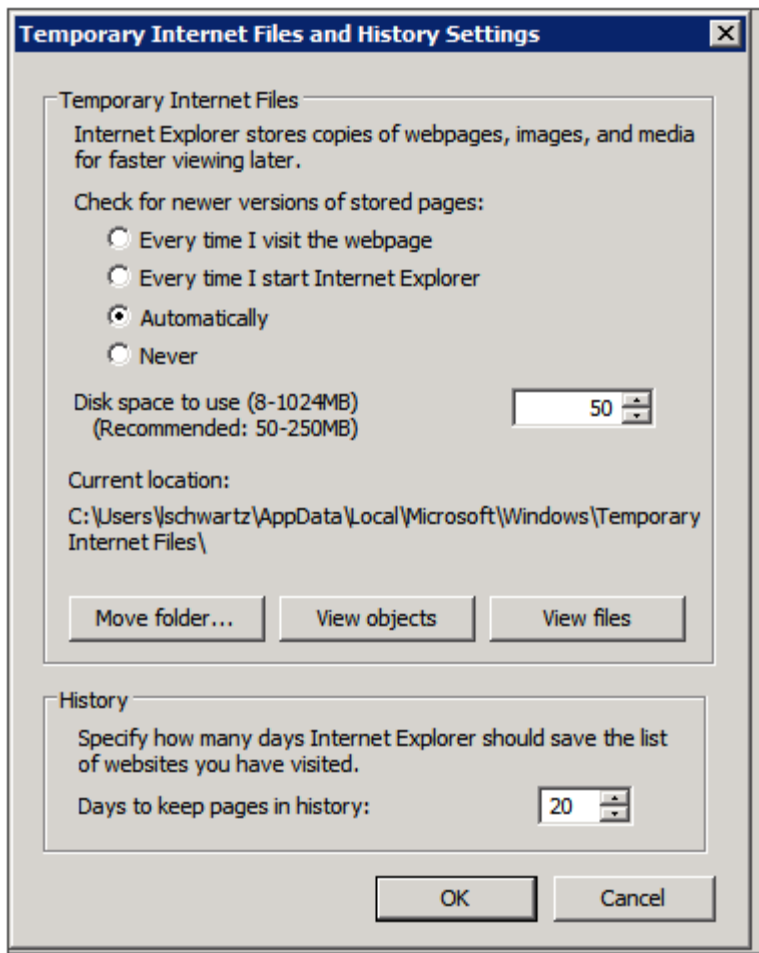 Temporary Internet Files and History Settings
Temporary Internet Files
Internet Explorer stores copies of webpages, images, and media
for faster viewing later.
Check for newer versions of stored pages:
Every time I visit the webpage
Every time I start Internet Explorer
Automatically
Never
Disk space to use (8-1024MB)
50
(Recommended: 50-250MB)
Current location:
C:\Users\lschwartz\AppData\Local\Microsoft\Windows\Temporary
Internet Files\
Move folder... View objects View files
History
Specify how many days Internet Explorer should save the list
of websites you have visited.
Days to keep pages in history: 20
OK Cancel